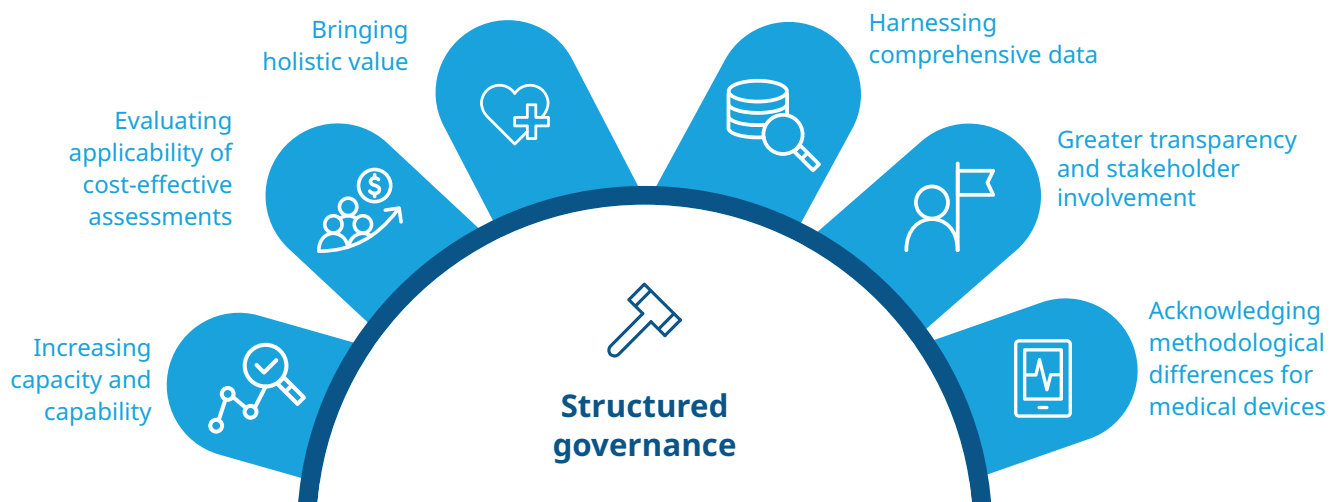 Bringing
holistic value
Harnessing
comprehensive data
Evaluating
applicability of
cost-effective
assessments
Greater transparency
and stakeholder
involvement
Increasing
capacity and
capability
Acknowledging
methodological
differences for
medical devices
$
Structured
governance